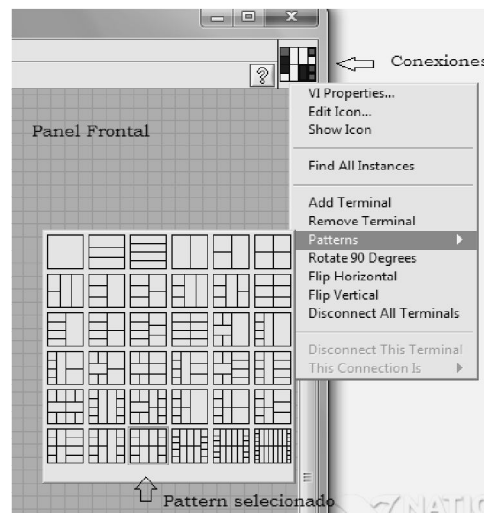 Conexiones
Panel Frontal
VI Properties...
Edit Icon...
Show Icon
Find All Instances
Add Terminal
Remove Terminal
Patterns
Rotate 90 Degrees
Flip Horizontal
Flip Vertical
Disconnect All Terminals
Disconnect This Terminal
This Connection Is
Pattern selecionado
NATIO